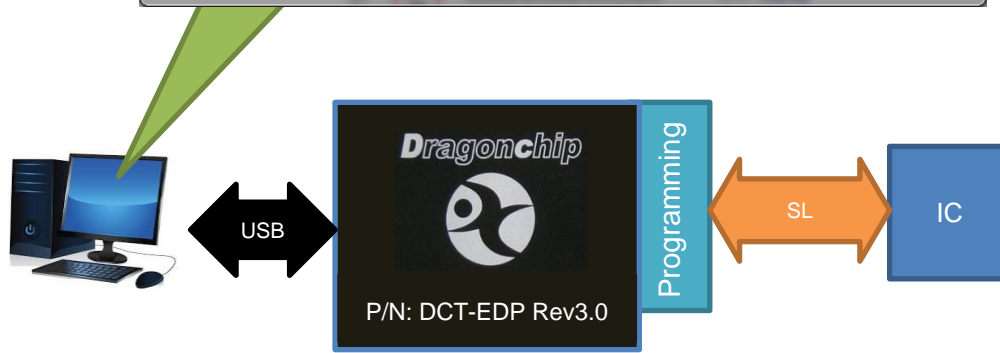 USB
Dragonchip
P/N: DCT-EDP Rev3.0
Programming
SL
IC